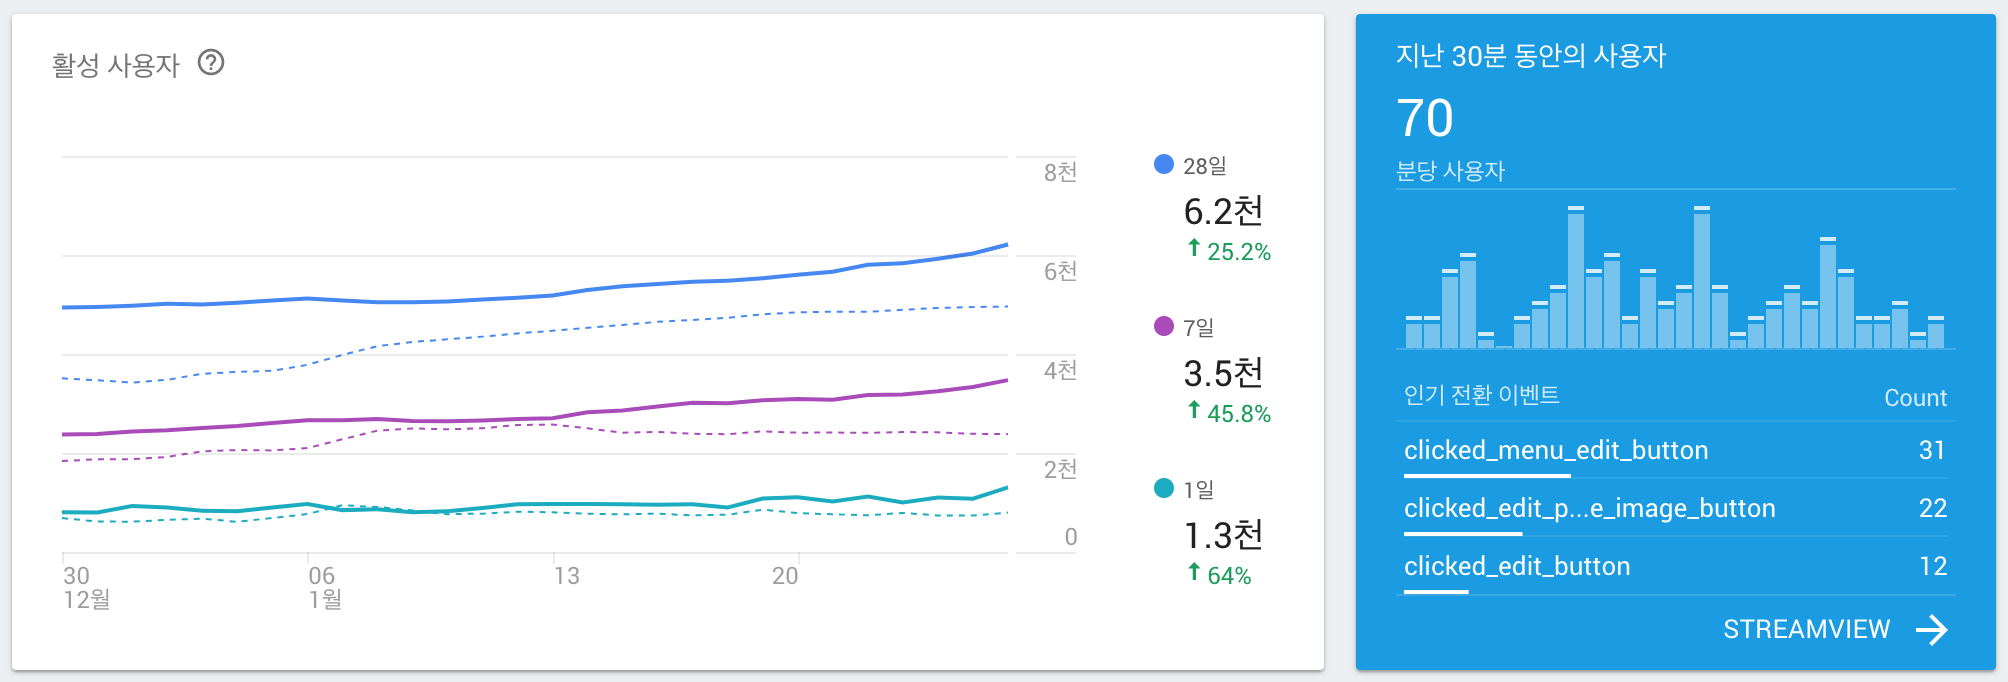 활성 사용자 ?
8천
6천
4천
2천
0
30
12월
06
1월
13
20
28일
6.2천
25.2%
7일
3.5천
45.8%
1일
1.3천
64%
지난 30분 동안의 사용자
70
분당 사용자
인기 전환 이벤트 Count
clicked_menu_edit_button 31
clicked_edit_p...e_image_button 22
clicked_edit_button 12
STREAMVIEW